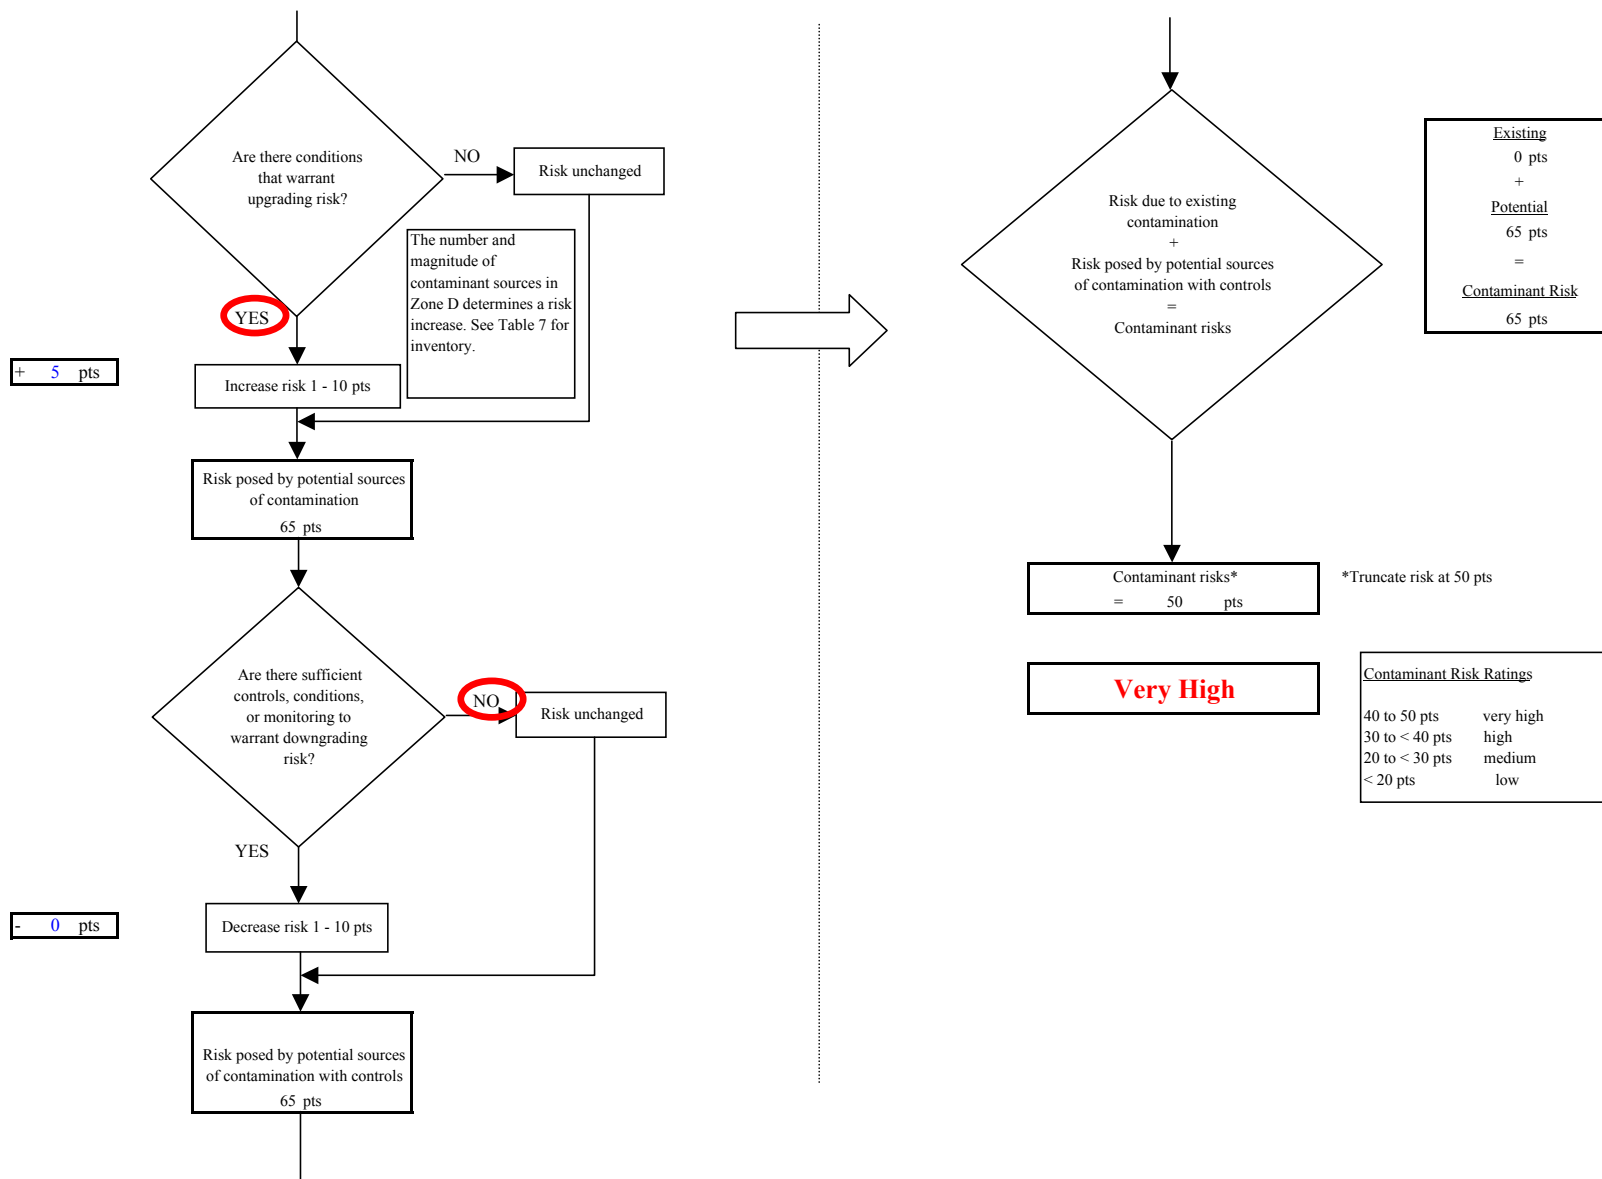 Are there conditions
that warrant
upgrading risk?
NO
Risk unchanged
The number and
magnitude of
contaminant sources in
Zone D determines a risk
increase. See Table 7 for
inventory.
YES
+ 5 pts
Increase risk 1 - 10 pts
Risk posed by potential sources
of contamination
65 pts
Are there sufficient
controls, conditions,
or monitoring to
warrant downgrading
risk?
NO
Risk unchanged
YES
- 0 pts
Decrease risk 1 - 10 pts
Risk posed by potential sources
of contamination with controls
65 pts
Risk due to existing
contamination
+
Risk posed by potential sources
of contamination with controls
=
Contaminant risks
Existing
0 pts
+
Potential
65 pts
=
Contaminant Risk
65 pts
Contaminant risks*
= 50 pts
*Truncate risk at 50 pts
Very High
Contaminant Risk Ratings
40 to 50 pts very high
30 to < 40 pts high
20 to < 30 pts medium
< 20 pts low